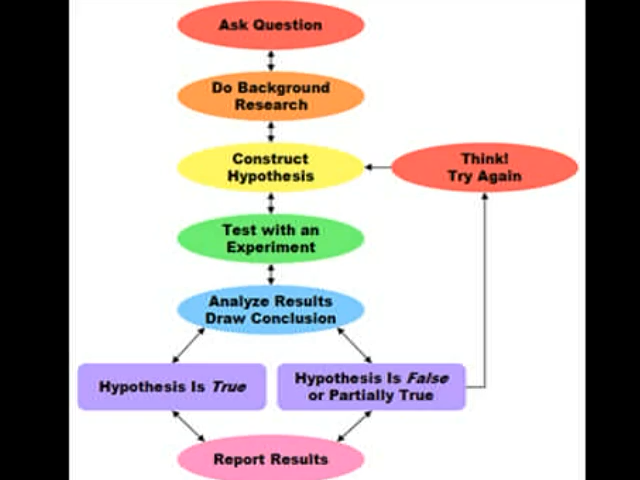 Ask Question
Do Background
Research
Construct
Hypothesis
Think!
Try Again
Test with an
Experiment
Analyze Results
Draw Conclusion
Hypothesis Is True
Hypothesis Is False
or Partially True
Report Results